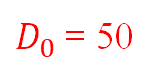 D₀ = 50